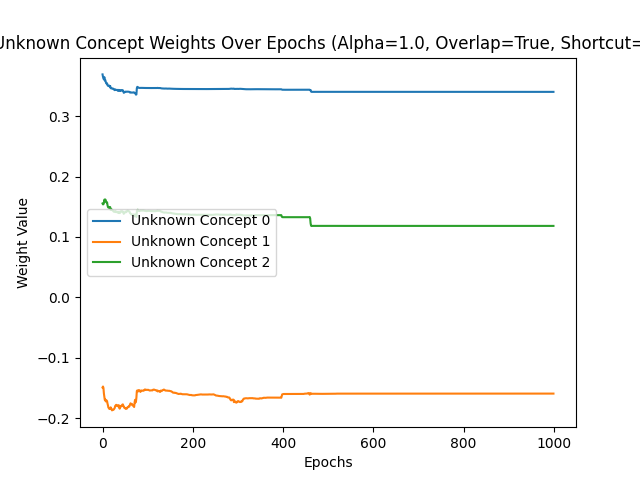 Unknown Concept Weights Over Epochs (Alpha=1.0, Overlap=True, Shortcut=
Weight Value
0.3
0.2
0.1
0.0
−0.1
−0.2
Unknown Concept 0
Unknown Concept 1
Unknown Concept 2
0 200 400 600 800 1000
Epochs